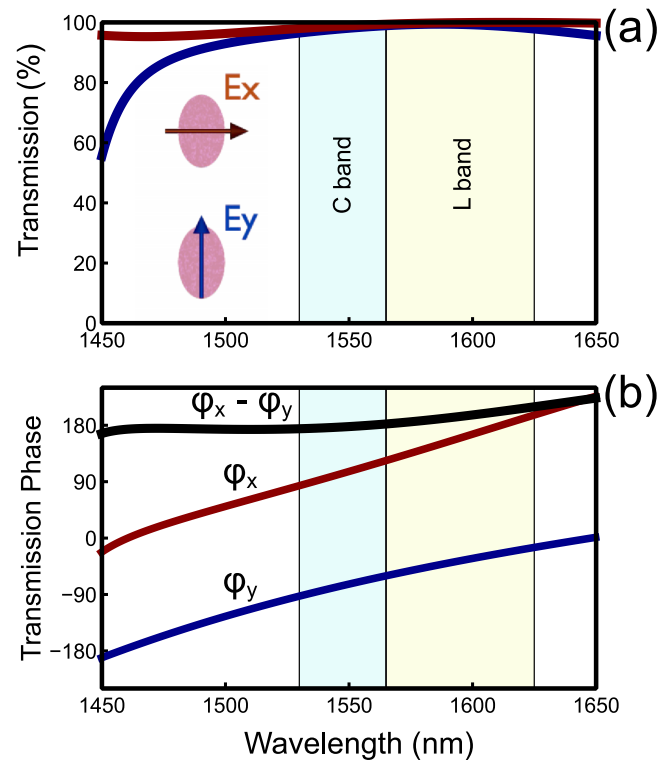 (a)
Transmission (%)
100
80
60
40
20
0
Ex
Ey
C band
L band
1450
1500
1550
1600
1650
(b)
Transmission Phase
180
90
0
−90
−180
φx - φy
φx
φy
1450
1500
1550
1600
1650
Wavelength (nm)